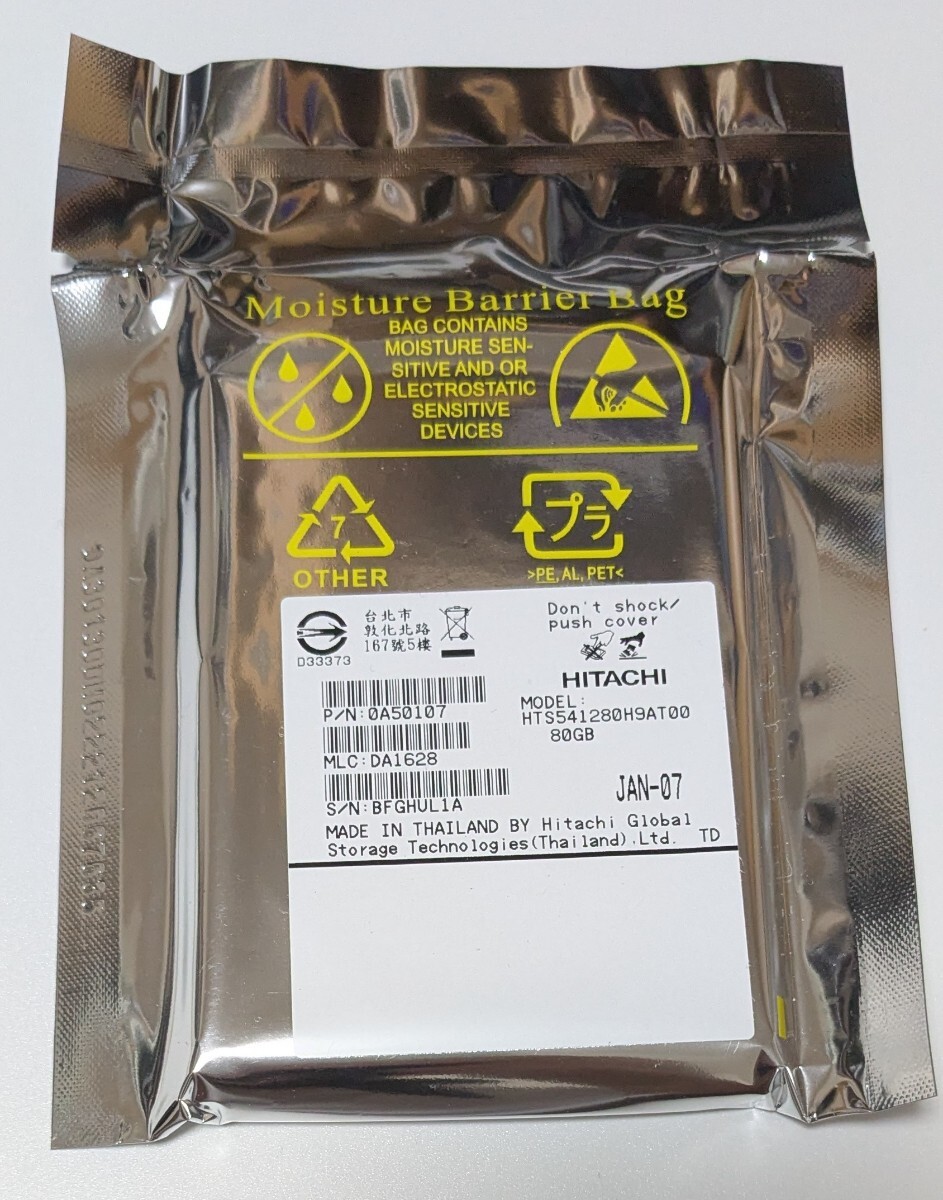 Moisture Barrier Bag
BAG CONTAINS
MOISTURE SEN-
SITIVE AND OR
ELECTROSTATIC
SENSITIVE
DEVICES
7
OTHER
プラ
>PE, AL, PET<
D33373
台北市
敦化北路
167號5樓
Don't shock/
push cover
HITACHI
P/N:0A50107
MODEL:
HTS541280H9AT00
80GB
MLC:DA1628
S/N:BFGHVL1A
JAN-07
MADE IN THAILAND BY Hitachi Global
Storage Technologies(Thailand),Ltd. TD